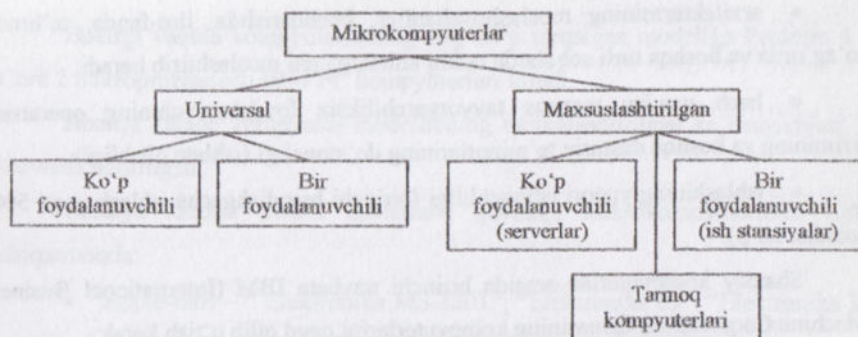 Mikrokompyuterlar
Universal
Maxsuslashtirilgan
Ko‘p
foydalanuvchili
Bir
foydalanuvchili
Ko‘p
foydalanuvchili
(serverlar)
Bir
foydalanuvchili
(ish stansiyalar)
Tarmoq
kompyuterlari